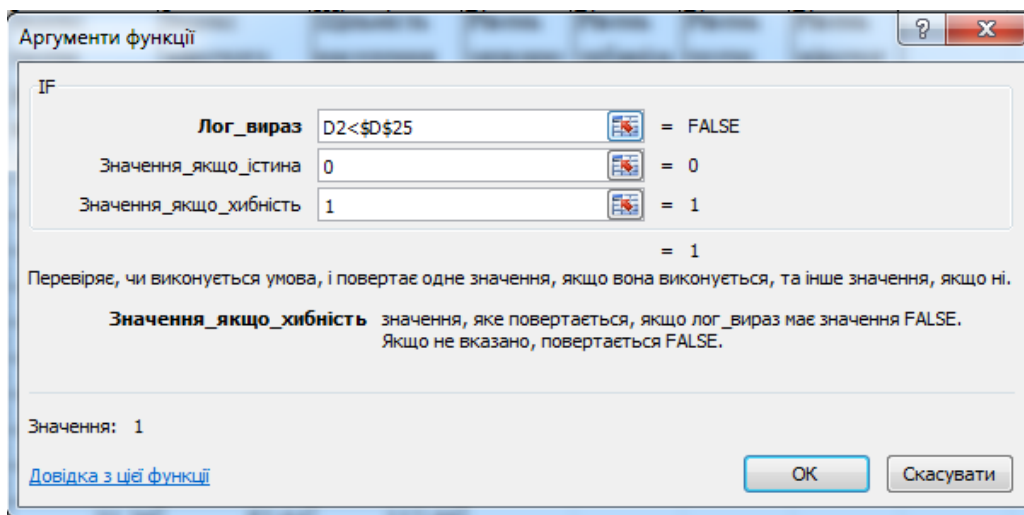 Аргументи функції
IF
Лог_вираз D2<$D$25 = FALSE
Значення_якщо_істина 0 = 0
Значення_якщо_хибність 1 = 1
= 1
Перевіряє, чи виконується умова, і повертає одне значення, якщо вона виконується, та інше значення, якщо ні.
Значення_якщо_хибність значення, яке повертається, якщо лог_вираз має значення FALSE.
Якщо не вказано, повертається FALSE.
Значення: 1
Довідка з цієї функції OK Скасувати